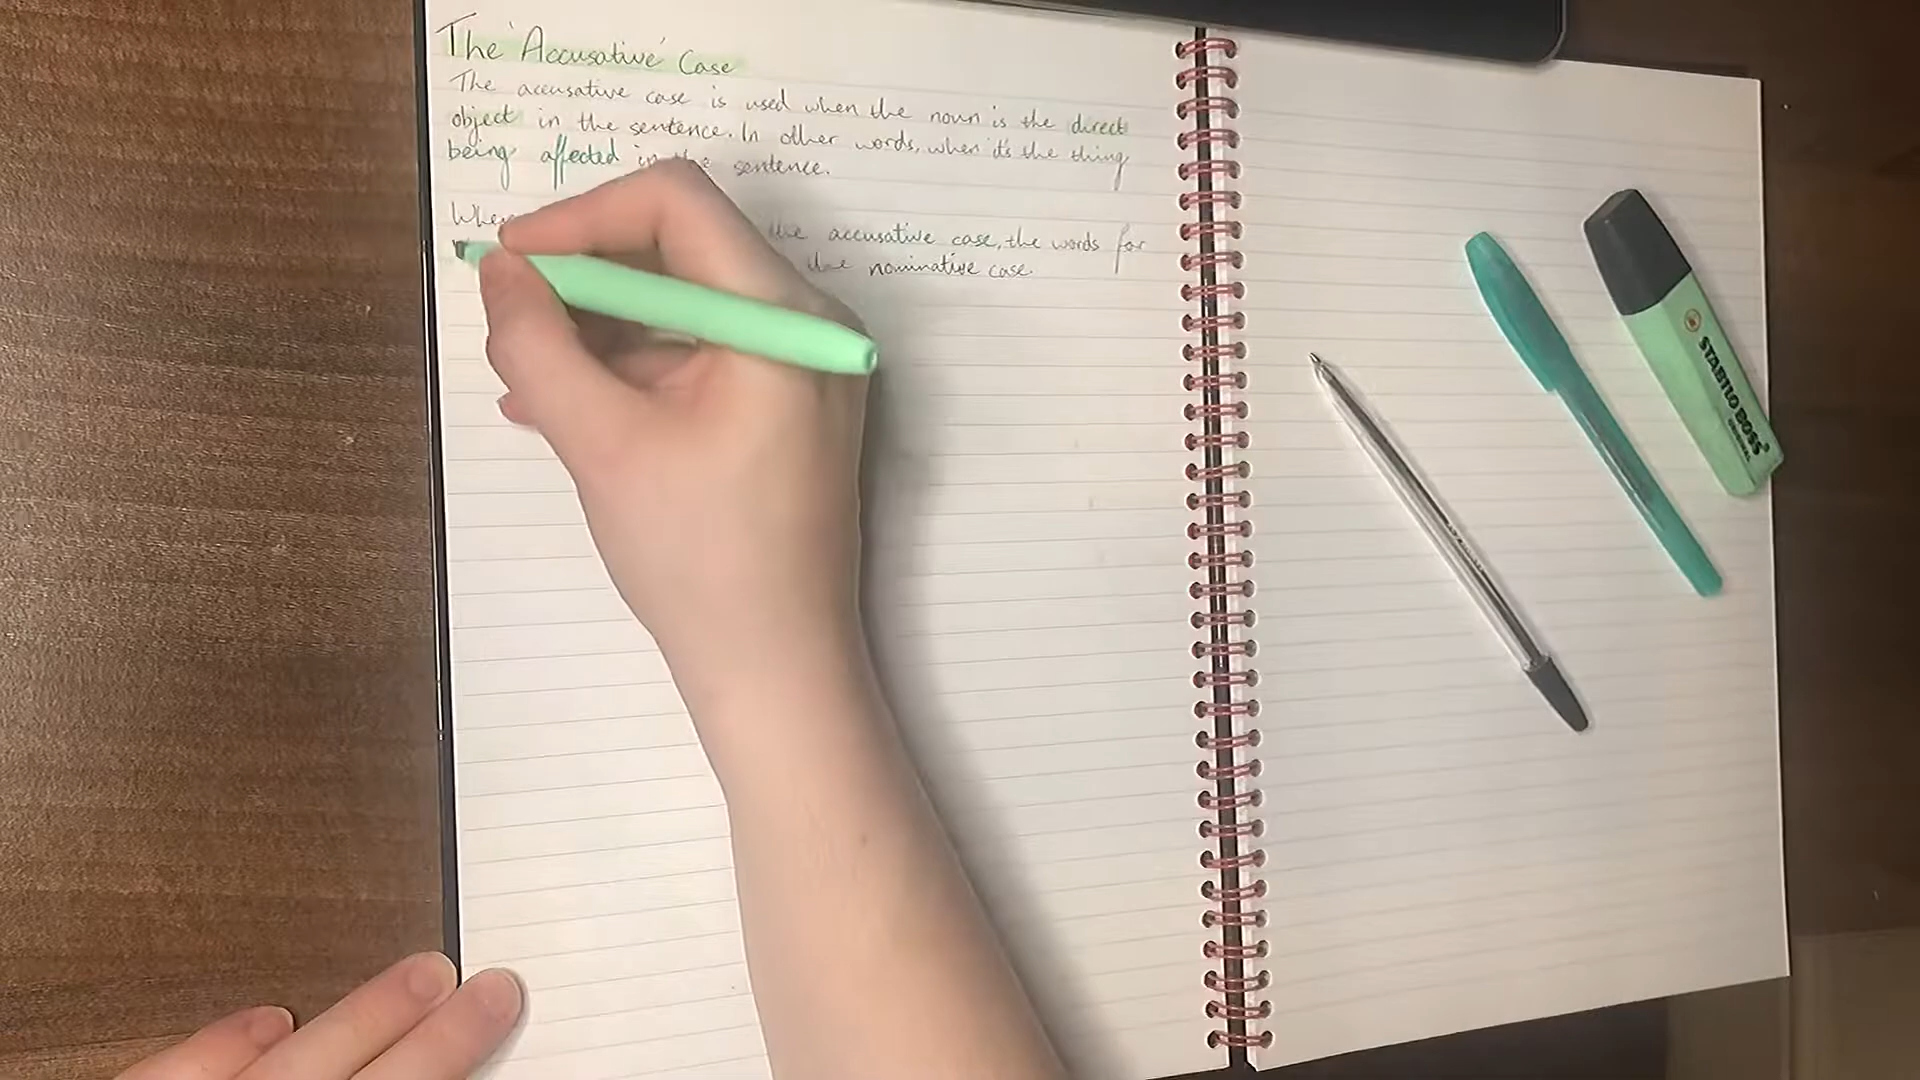 The 'Accusative' Case
The accusative case is used when the noun is the direct
object in the sentence. In other words, when it's the thing
being affected in the sentence.
When the accusative case, the words for
the nominative case.
STABILO BOSS
ORIGINAL